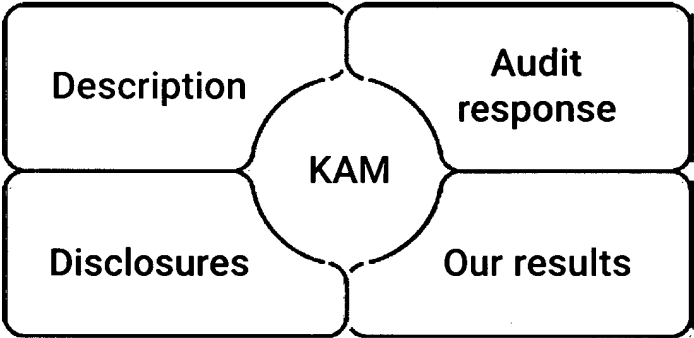 Description
Audit
response
KAM
Disclosures
Our results